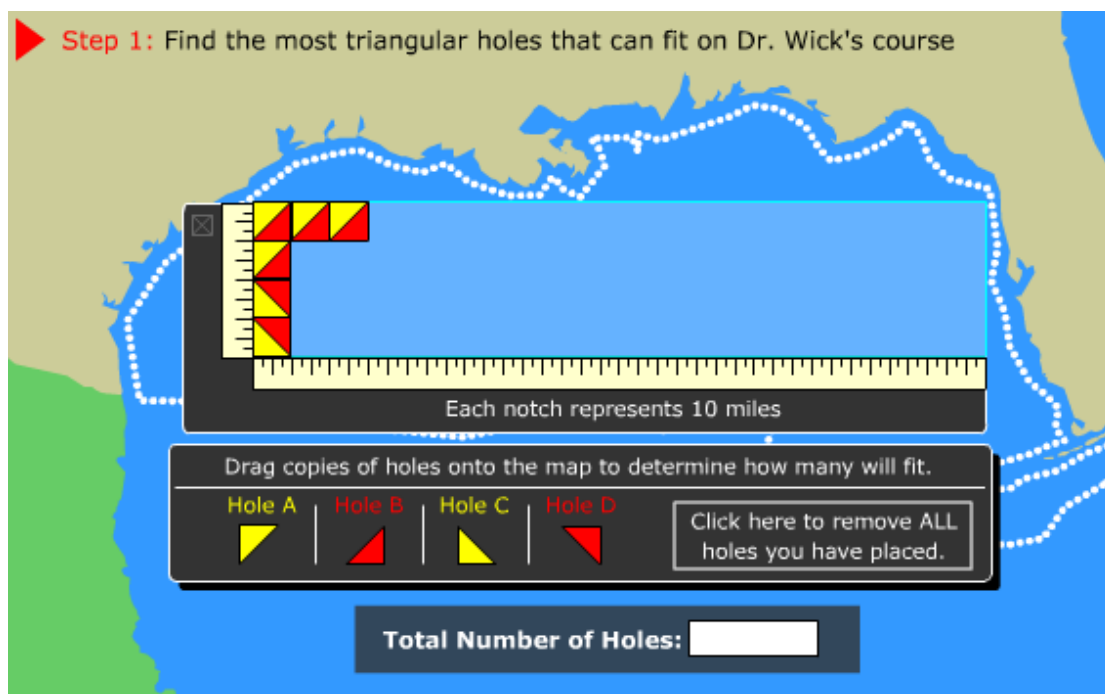 Step 1: Find the most triangular holes that can fit on Dr. Wick's course
Each notch represents 10 miles
Drag copies of holes onto the map to determine how many will fit.
Hole A Hole B Hole C Hole D
Click here to remove ALL
holes you have placed.
Total Number of Holes: